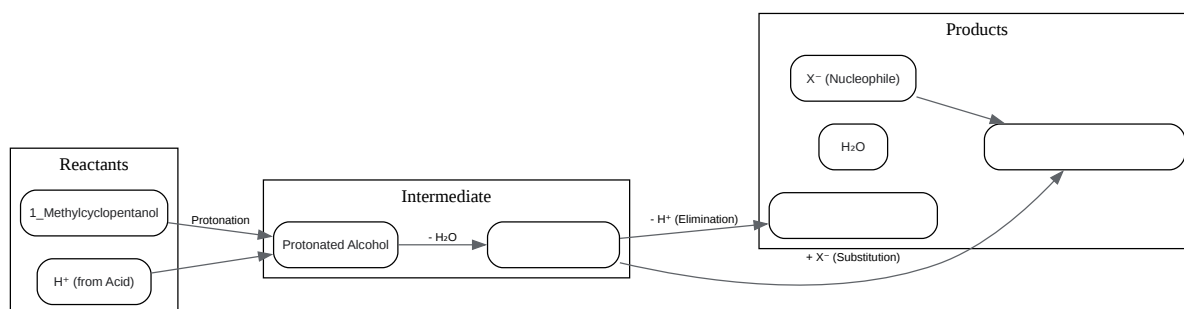 Reactants
1_Methylcyclopentanol
H⁺ (from Acid)
Protonation
Intermediate
Protonated Alcohol
- H₂O
- H⁺ (Elimination)
+ X⁻ (Substitution)
Products
X⁻ (Nucleophile)
H₂O